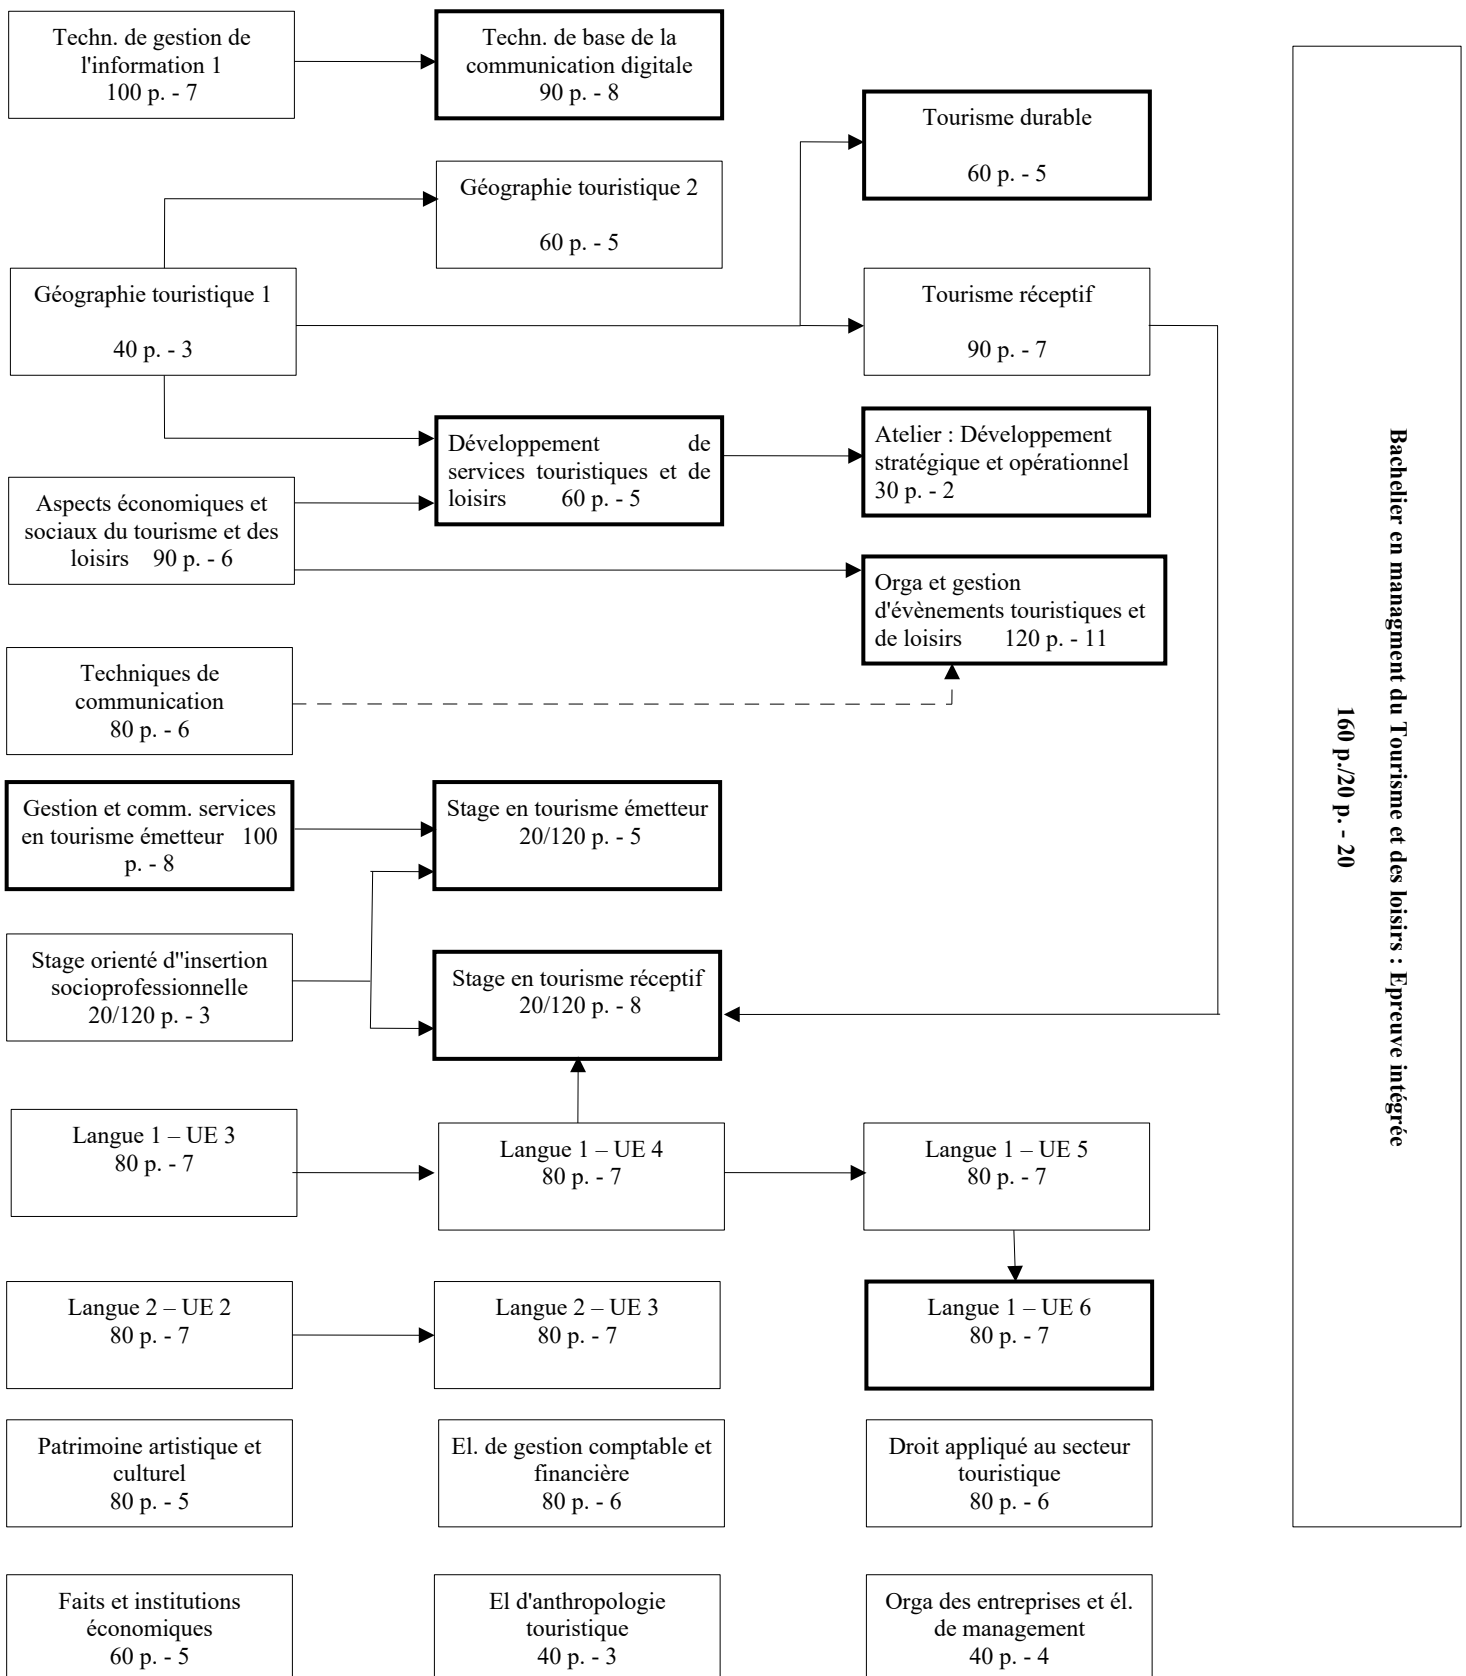 Techn. de gestion de
l'information 1
100 p. - 7
Techn. de base de la
communication digitale
90 p. - 8
Tourisme durable
60 p. - 5
Géographie touristique 2
60 p. - 5
Géographie touristique 1
40 p. - 3
Tourisme réceptif
90 p. - 7
Développement de
services touristiques et de
loisirs 60 p. - 5
Atelier : Développement
stratégique et opérationnel
30 p. - 2
Aspects économiques et
sociaux du tourisme et des
loisirs 90 p. - 6
Orga et gestion
d'évènements touristiques et
de loisirs 120 p. - 11
Techniques de
communication
80 p. - 6
Gestion et comm. services
en tourisme émetteur 100
p. - 8
Stage en tourisme émetteur
20/120 p. - 5
Stage orienté d''insertion
socioprofessionnelle
20/120 p. - 3
Stage en tourisme réceptif
20/120 p. - 8
Langue 1 – UE 3
80 p. - 7
Langue 1 – UE 4
80 p. - 7
Langue 1 – UE 5
80 p. - 7
Langue 2 – UE 2
80 p. - 7
Langue 2 – UE 3
80 p. - 7
Langue 1 – UE 6
80 p. - 7
Patrimoine artistique et
culturel
80 p. - 5
El. de gestion comptable et
financière
80 p. - 6
Droit appliqué au secteur
touristique
80 p. - 6
Faits et institutions
économiques
60 p. - 5
El d'anthropologie
touristique
40 p. - 3
Orga des entreprises et él.
de management
40 p. - 4
Bachelier en managment du Tourisme et des loisirs : Epreuve intégrée
160 p./20 p. - 20